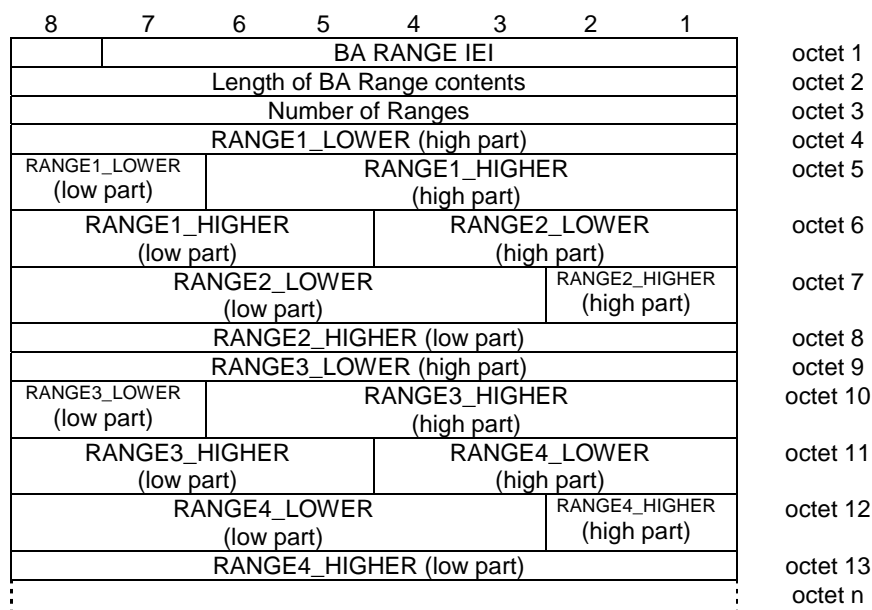 8 7 6 5 4 3 2 1
BA RANGE IEI octet 1
Length of BA Range contents octet 2
Number of Ranges octet 3
RANGE1_LOWER (high part) octet 4
RANGE1_LOWER RANGE1_HIGHER octet 5
(low part) (high part)
RANGE1_HIGHER RANGE2_LOWER octet 6
(low part) (high part)
RANGE2_LOWER RANGE2_HIGHER octet 7
(low part) (high part)
RANGE2_HIGHER (low part) octet 8
RANGE3_LOWER (high part) octet 9
RANGE3_LOWER RANGE3_HIGHER octet 10
(low part) (high part)
RANGE3_HIGHER RANGE4_LOWER octet 11
(low part) (high part)
RANGE4_LOWER RANGE4_HIGHER octet 12
(low part) (high part)
RANGE4_HIGHER (low part) octet 13
octet n